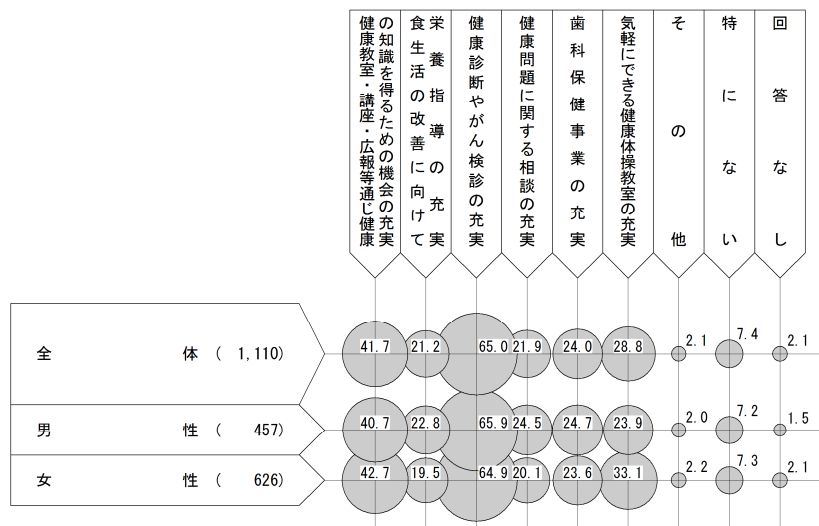 健康教室・講座・広報等通じ健康
の知識を得るための機会の充実
食生活の改善に向けて
栄養指導の充実
健康診断やがん検診の充実
健康問題に関する相談の充実
歯科保健事業の充実
気軽にできる健康体操教室の充実
その他
特にない
回答なし
全体(1,110) 41.7 21.2 65.0 21.9 24.0 28.8 2.1 7.4 2.1
男性(457) 40.7 22.8 65.9 24.5 24.7 23.9 2.0 7.2 1.5
女性(626) 42.7 19.5 64.9 20.1 23.6 33.1 2.2 7.3 2.1